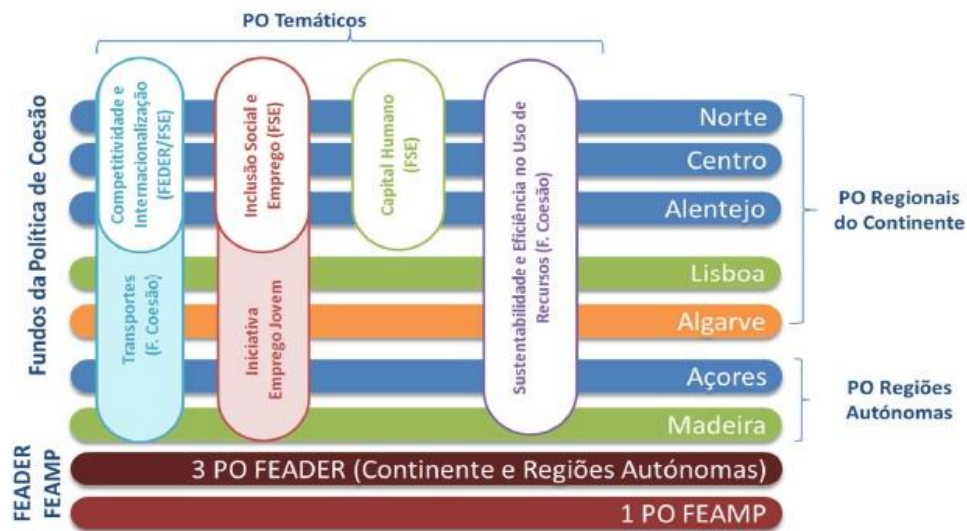 PO Temáticos
Fundos da Política de Coesão
Competitividade e
Internacionalização
(FEDER/FSE)
Transportes
(F. Coesão)
Inclusão Social e
Emprego (FSE)
Iniciativa
Emprego Jovem
Capital Humano
(FSE)
Sustentabilidade e Eficiência no Uso de
Recursos (F. Coesão)
Norte
Centro
Alentejo
Lisboa
Algarve
Açores
Madeira
PO Regionais
do Continente
PO Regiões
Autónomas
FEADER
FEAMP
3 PO FEADER (Continente e Regiões Autónomas)
1 PO FEAMP